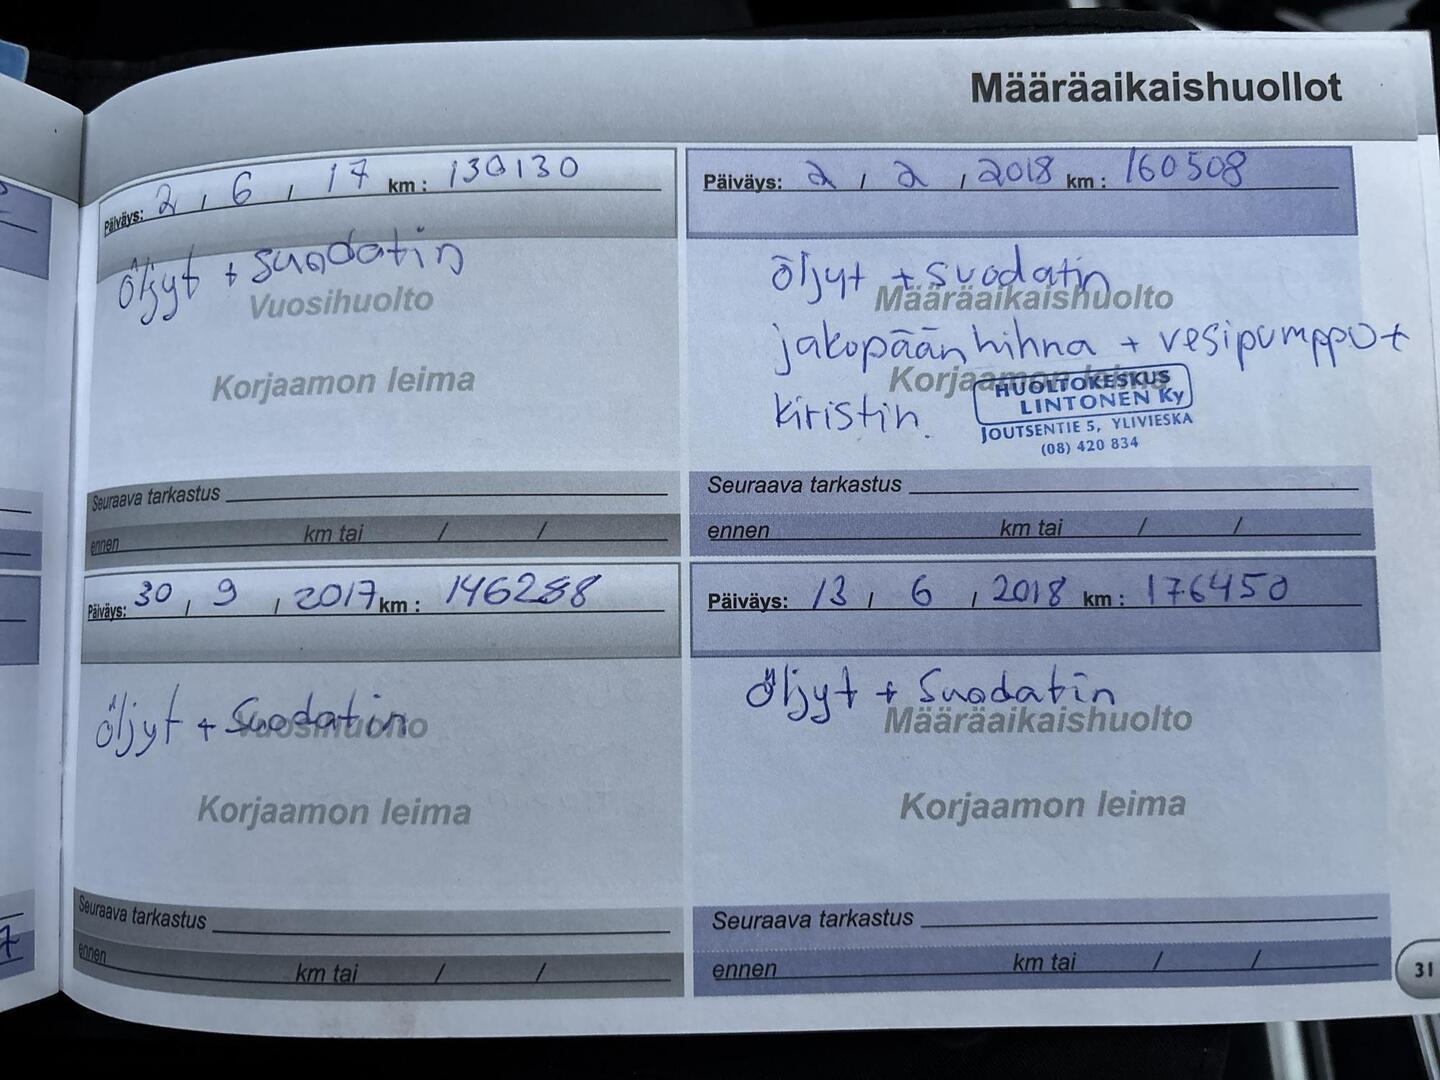 Määräaikaishuollot
Päiväys: 2 / 6 / 17 km : 130130
öljyt + suodatin
Vuosihuolto
Korjaamon leima
Seuraava tarkastus
ennen km tai / /
Päiväys: 30 / 9 / 2017 km : 146288
öljyt + suodatin
Vuosihuolto
Korjaamon leima
Seuraava tarkastus
ennen km tai / /
Päiväys: 2 / 2 / 2018 km : 160508
öljyt + suodatin
Määräaikaishuolto
jakopään hihna + vesipumppu +
Korjaamon leima
kiristin.
HUOLTOKESKUS
LINTONEN Ky
JOUTSENTIE 5, YLIVIESKA
(08) 420 834
Seuraava tarkastus
ennen km tai / /
Päiväys: 13 / 6 / 2018 km : 176450
Öljyt + Suodatin
Määräaikaishuolto
Korjaamon leima
Seuraava tarkastus
ennen km tai / /
31
7